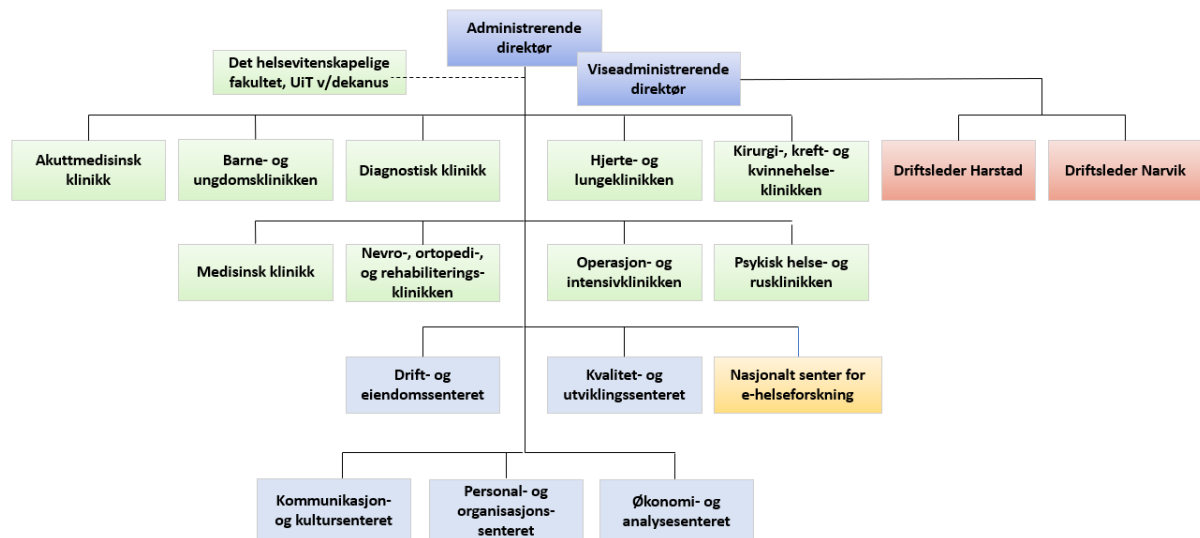 Administrerende
direktør
Det helsevitenskapelige
fakultet, UiT v/dekanus
Viseadministrerende
direktør
Akuttmedisinsk
klinikk
Barne- og
ungdomsklinikken
Diagnostisk klinikk
Hjerte- og
lungeklinikken
Kirurgi-, kreft- og
kvinnehelse-
klinikken
Driftsleder Harstad
Driftsleder Narvik
Medisinsk klinikk
Nevro-, ortopedi-,
og rehabiliterings-
klinikken
Operasjon- og
intensivklinikken
Psykisk helse- og
rusklinikken
Drift- og
eiendomssenteret
Kvalitet- og
utviklingssenteret
Nasjonalt senter for
e-helseforskning
Kommunikasjon-
og kultursenteret
Personal- og
organisasjons-
senteret
Økonomi- og
analysesenteret